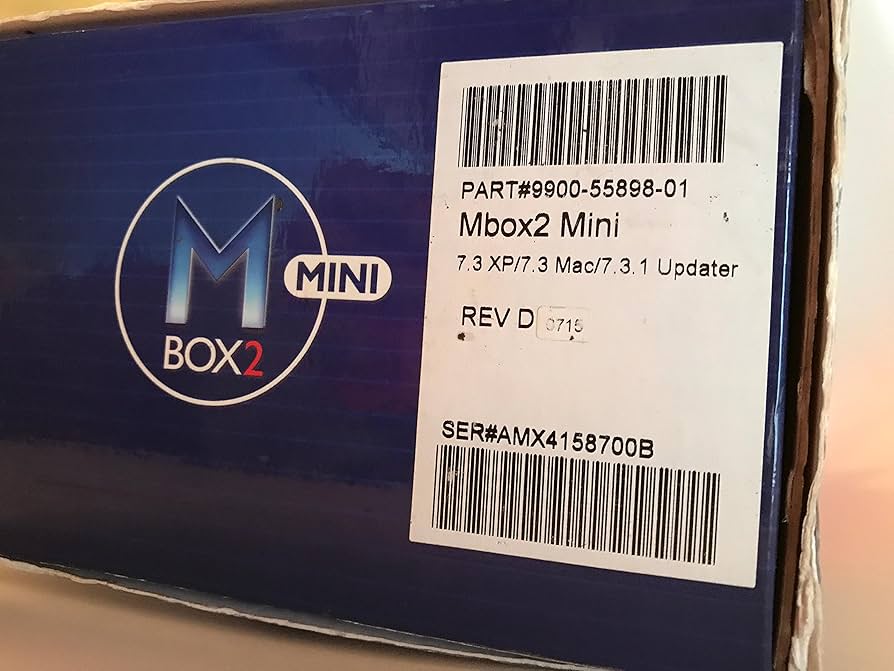 M
MINI
BOX2
PART#9900-55898-01
Mbox2 Mini
7.3 XP/7.3 Mac/7.3.1 Updater
REV D 0715
SER#AMX4158700B